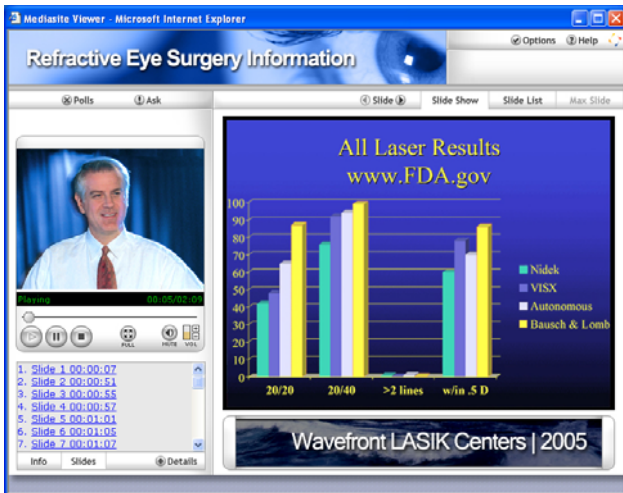 Mediasite Viewer - Microsoft Internet Explorer
Refractive Eye Surgery Information
Options Help
Polls Ask
Slide Slide Show Slide List Max Slide
Playing 00:05/02:09
FULL MUTE VOL
1. Slide 1 00:00:07
2. Slide 2 00:00:51
3. Slide 3 00:00:55
4. Slide 4 00:00:57
5. Slide 5 00:01:01
6. Slide 6 00:01:05
7. Slide 7 00:01:07
Info Slides Details
All Laser Results
www.FDA.gov
100
90
80
70
60
50
40
30
20
10
0
20/20 20/40 >2 lines w/in .5 D
Nidek
VISX
Autonomous
Bausch & Lomb
Wavefront LASIK Centers | 2005